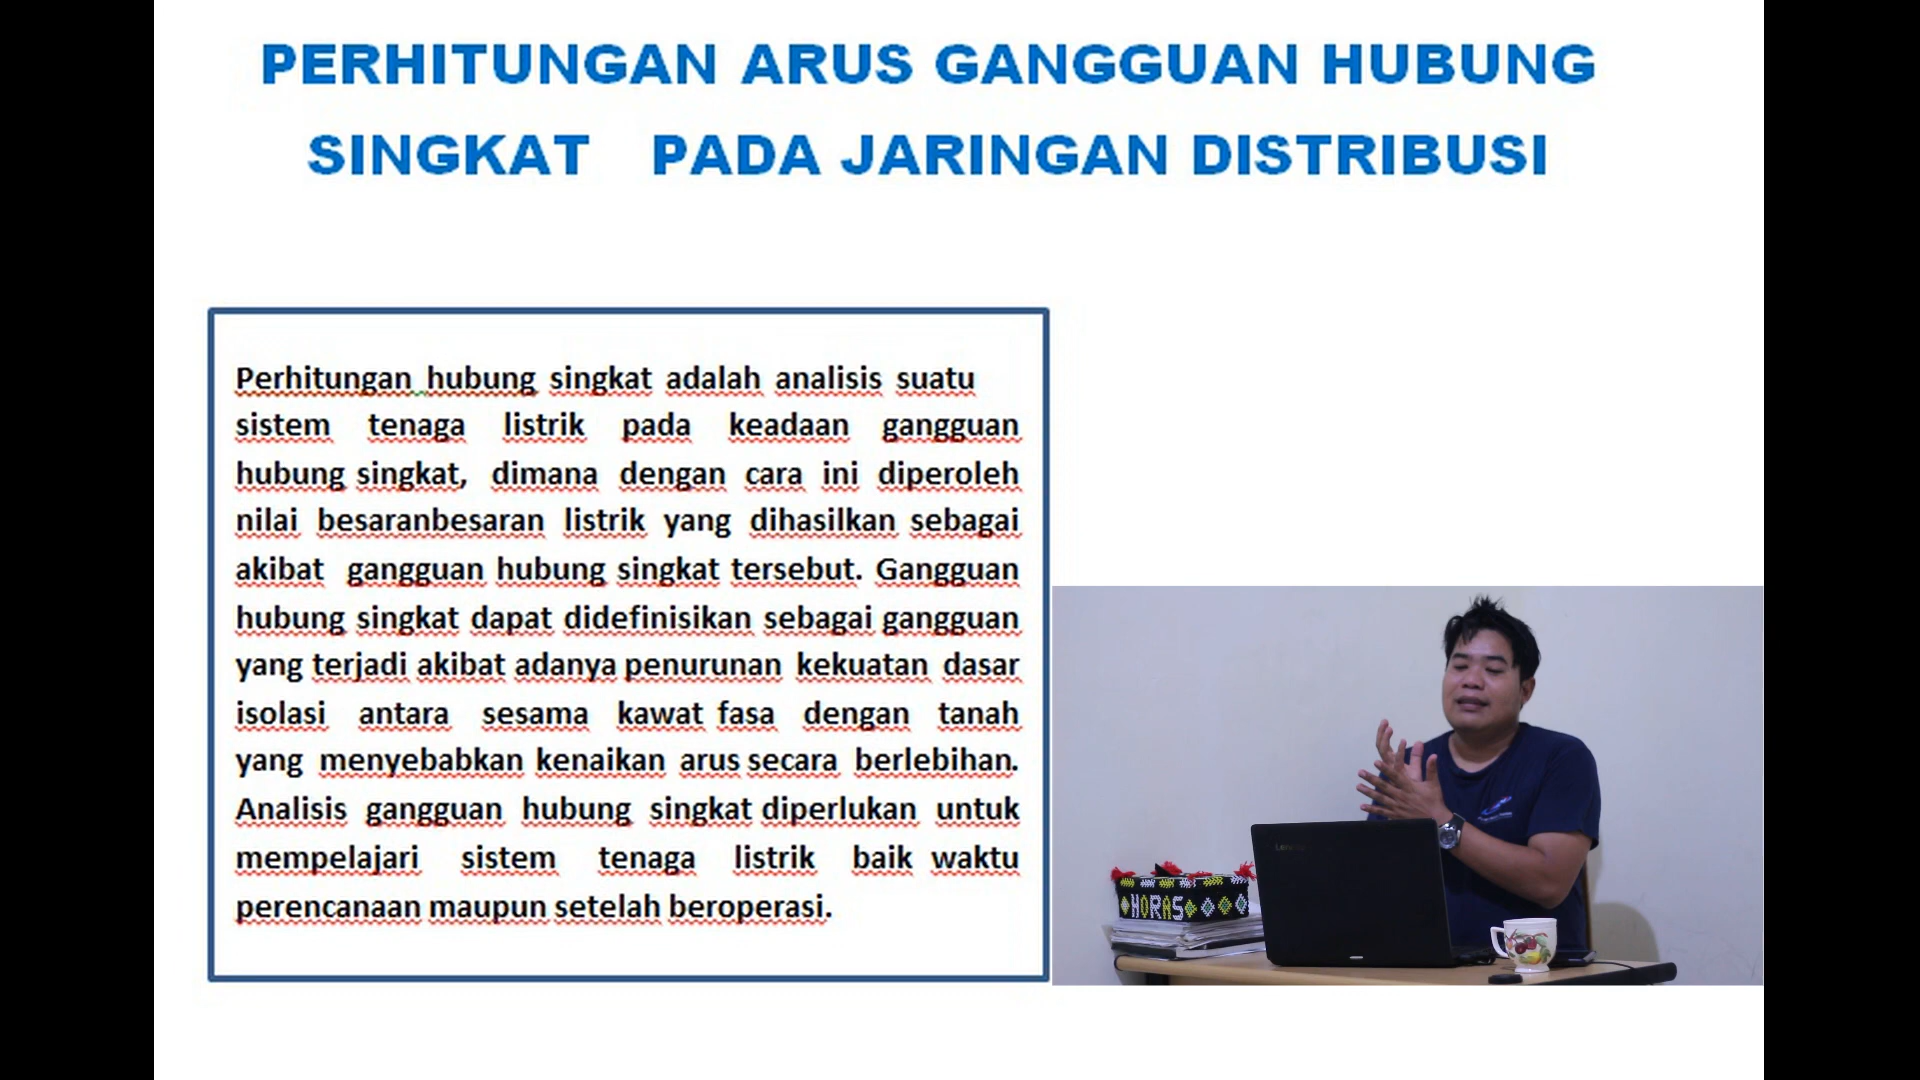 PERHITUNGAN ARUS GANGGUAN HUBUNG
SINGKAT PADA JARINGAN DISTRIBUSI
Perhitungan hubung singkat adalah analisis suatu
sistem tenaga listrik pada keadaan gangguan
hubung singkat, dimana dengan cara ini diperoleh
nilai besaranbesaran listrik yang dihasilkan sebagai
akibat gangguan hubung singkat tersebut. Gangguan
hubung singkat dapat didefinisikan sebagai gangguan
yang terjadi akibat adanya penurunan kekuatan dasar
isolasi antara sesama kawat fasa dengan tanah
yang menyebabkan kenaikan arus secara berlebihan.
Analisis gangguan hubung singkat diperlukan untuk
mempelajari sistem tenaga listrik baik waktu
perencanaan maupun setelah beroperasi.
HORAS